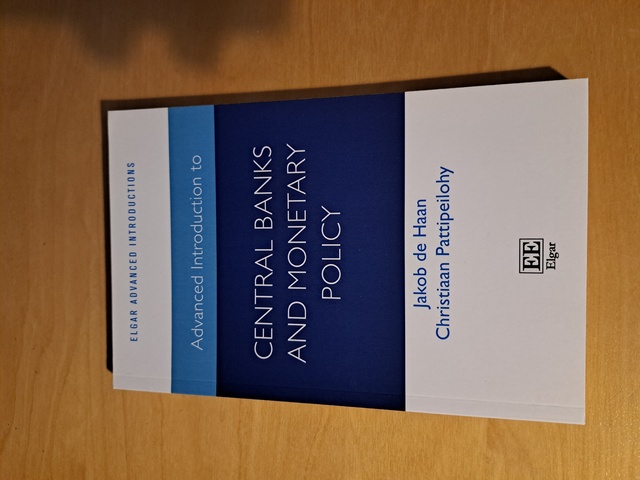 ELGAR ADVANCED INTRODUCTIONS
Advanced Introduction to
CENTRAL BANKS
AND MONETARY
POLICY
Jakob de Haan
Christiaan Pattipeilohy
EE
Elgar